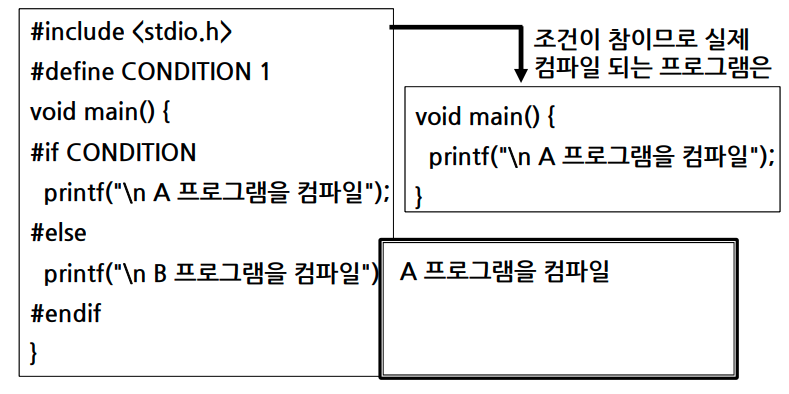 #include <stdio.h>
#define CONDITION 1
void main() {
#if CONDITION
printf("\n A 프로그램을 컴파일");
#else
printf("\n B 프로그램을 컴파일")
#endif
}
조건이 참이므로 실제
컴파일 되는 프로그램은
void main() {
printf("\n A 프로그램을 컴파일");
}
A 프로그램을 컴파일